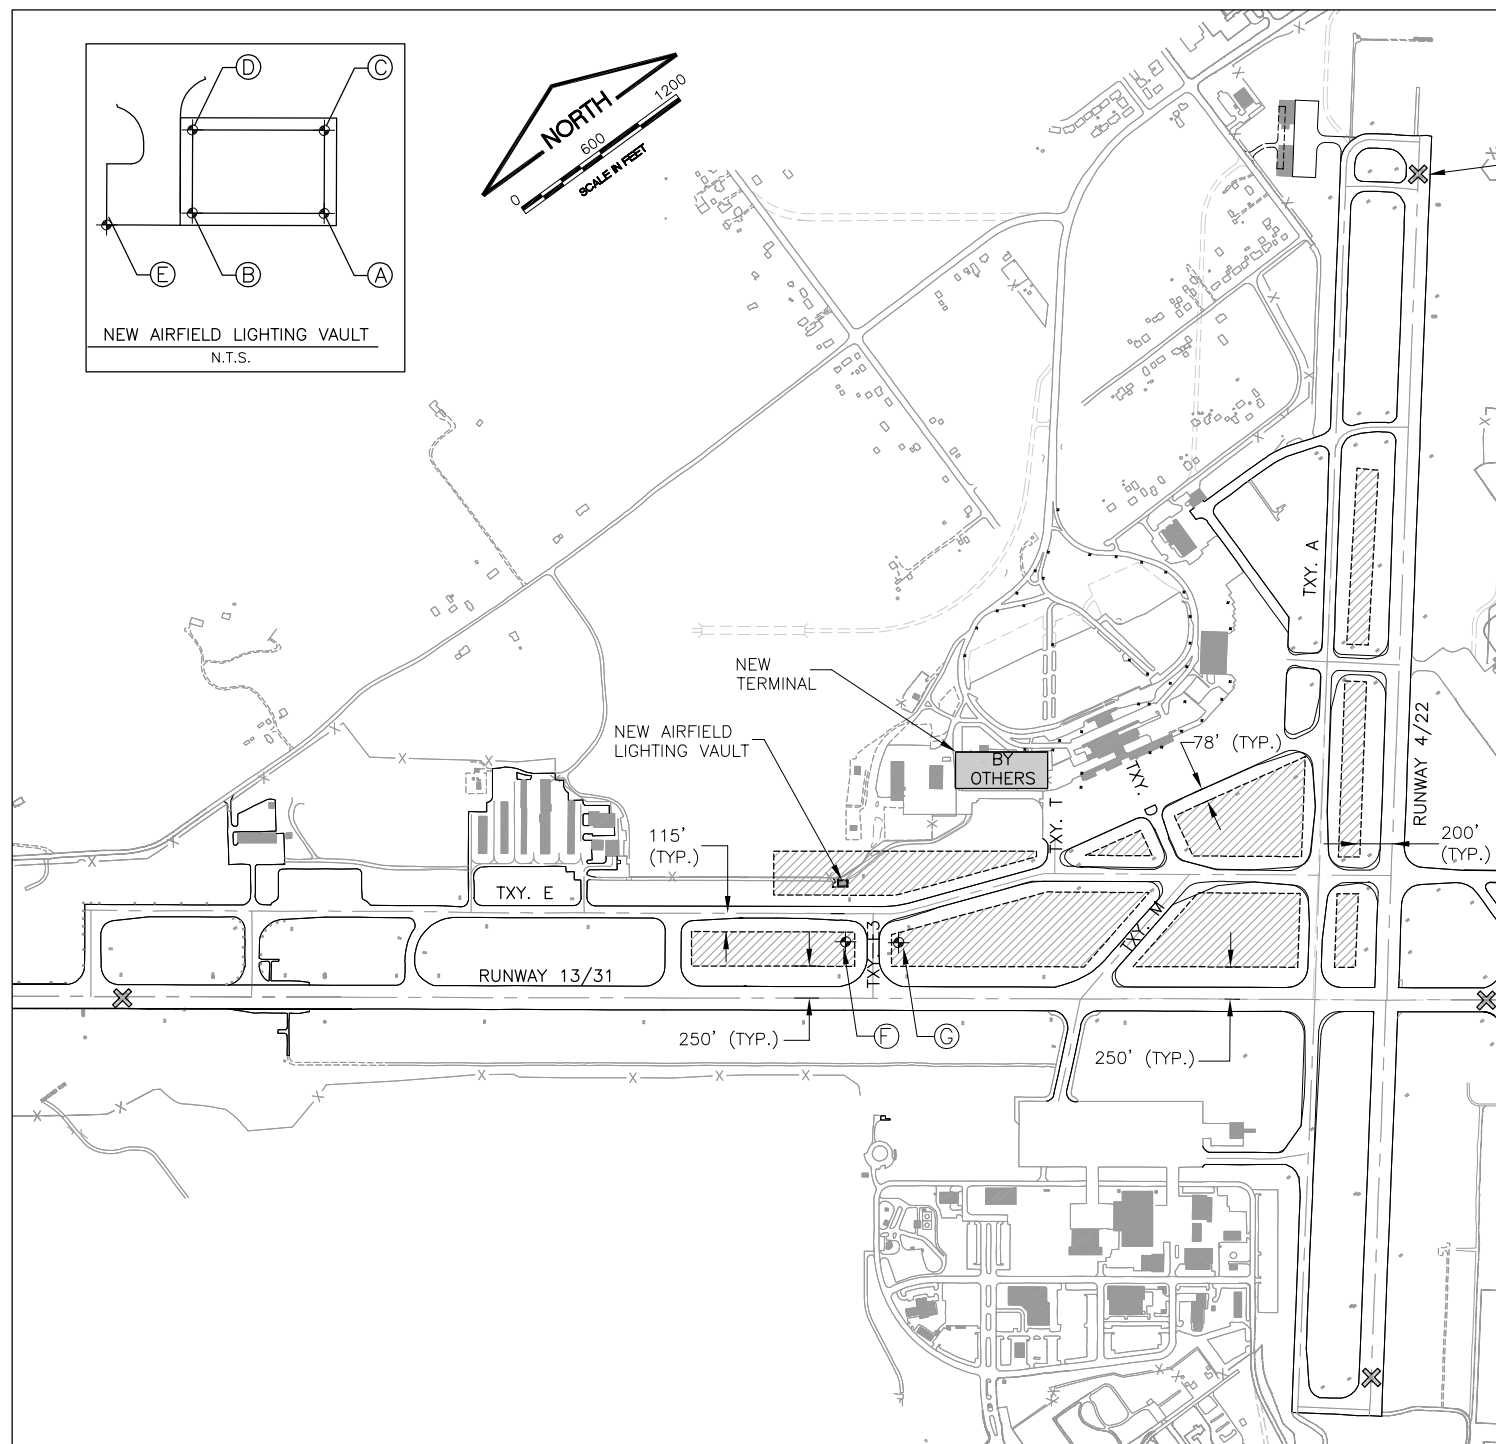 D
C
E
B
A
NEW AIRFIELD LIGHTING VAULT
N.T.S.
NORTH
0
600
1200
SCALE IN FEET
NEW
TERMINAL
NEW AIRFIELD
LIGHTING VAULT
BY
OTHERS
TXY. A
RUNWAY 4/22
78' (TYP.)
TXY. D
TXY. T
200'
(TYP.)
115'
(TYP.)
TXY. E
TXY. E3
TXY. M
RUNWAY 13/31
250' (TYP.)
F
G
250' (TYP.)